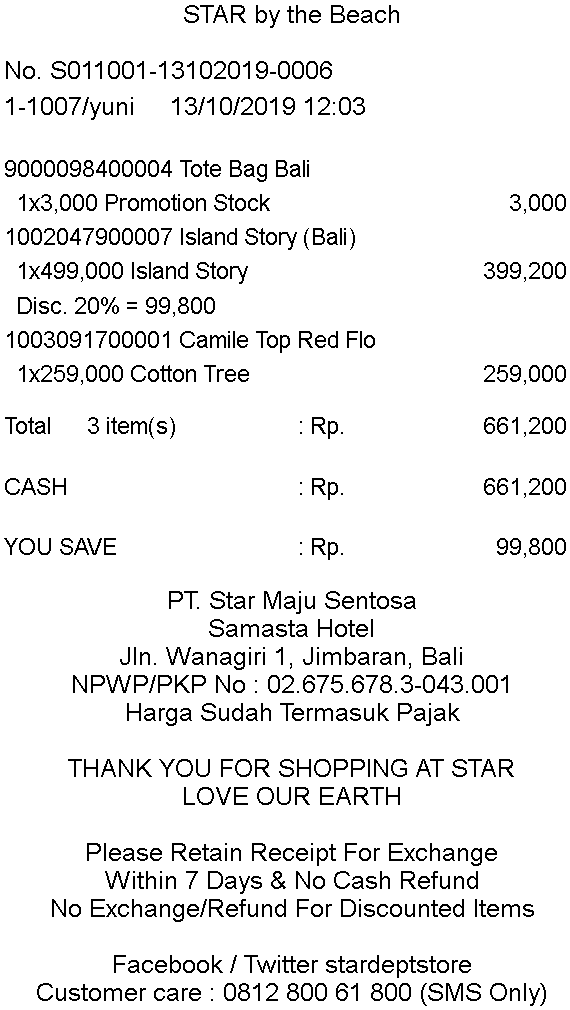 STAR by the Beach
No. S011001-13102019-0006
1-1007/yuni 13/10/2019 12:03
9000098400004 Tote Bag Bali
1x3,000 Promotion Stock 3,000
1002047900007 Island Story (Bali)
1x499,000 Island Story 399,200
Disc. 20% = 99,800
1003091700001 Camile Top Red Flo
1x259,000 Cotton Tree 259,000
Total 3 item(s) : Rp. 661,200
CASH : Rp. 661,200
YOU SAVE : Rp. 99,800
PT. Star Maju Sentosa
Samasta Hotel
Jln. Wanagiri 1, Jimbaran, Bali
NPWP/PKP No : 02.675.678.3-043.001
Harga Sudah Termasuk Pajak
THANK YOU FOR SHOPPING AT STAR
LOVE OUR EARTH
Please Retain Receipt For Exchange
Within 7 Days & No Cash Refund
No Exchange/Refund For Discounted Items
Facebook / Twitter stardeptstore
Customer care : 0812 800 61 800 (SMS Only)